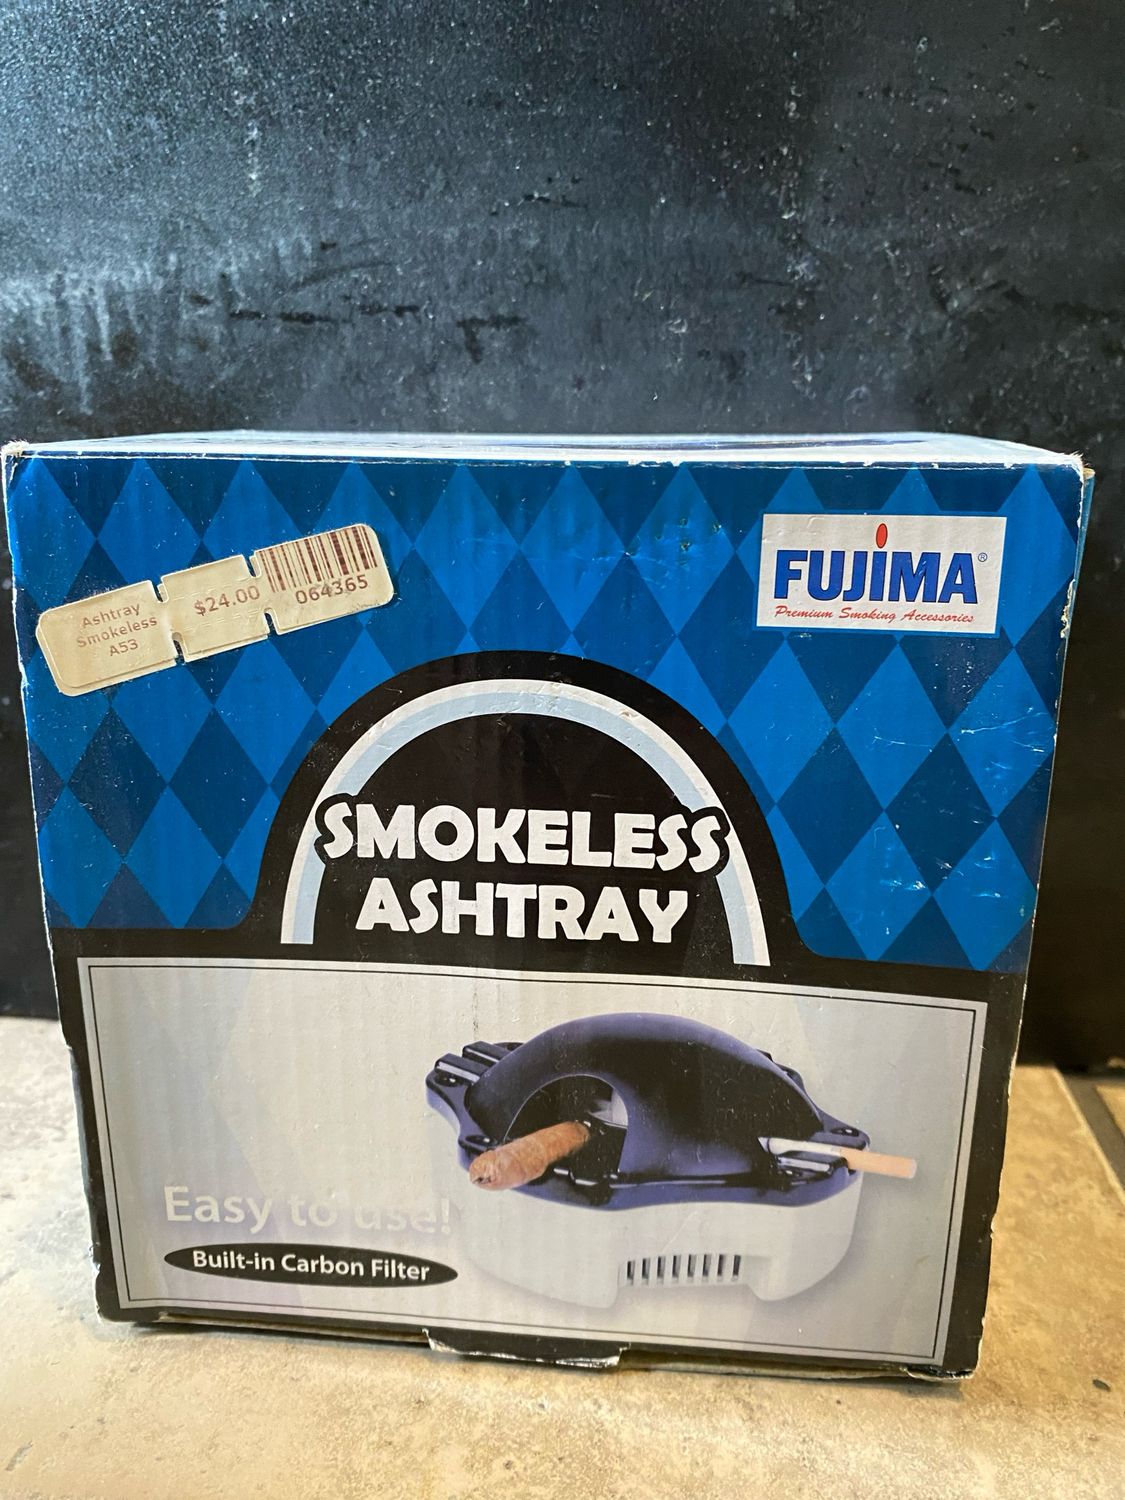 Ashtray
Smokeless
A53
$24.00
064365
FUJIMA®
Premium Smoking Accessories
SMOKELESS
ASHTRAY
Easy to use!
Built-in Carbon Filter